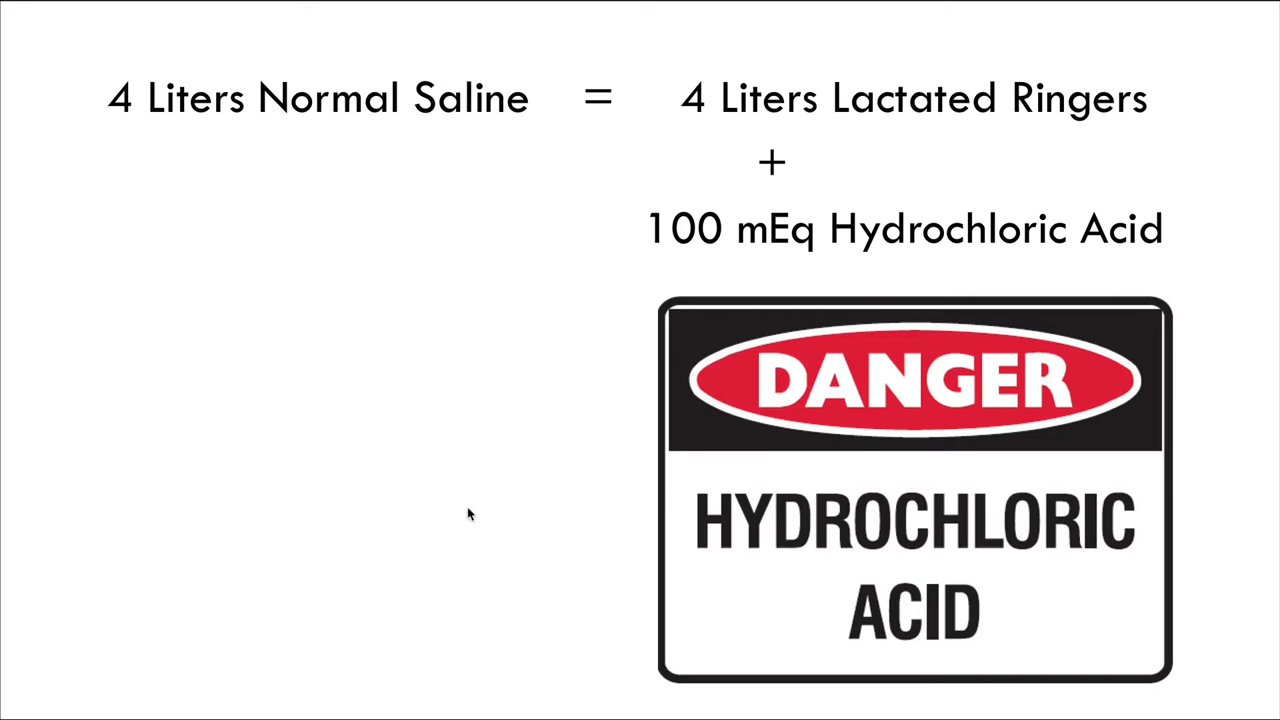 4 Liters Normal Saline = 4 Liters Lactated Ringers
+
100 mEq Hydrochloric Acid
DANGER
HYDROCHLORIC
ACID